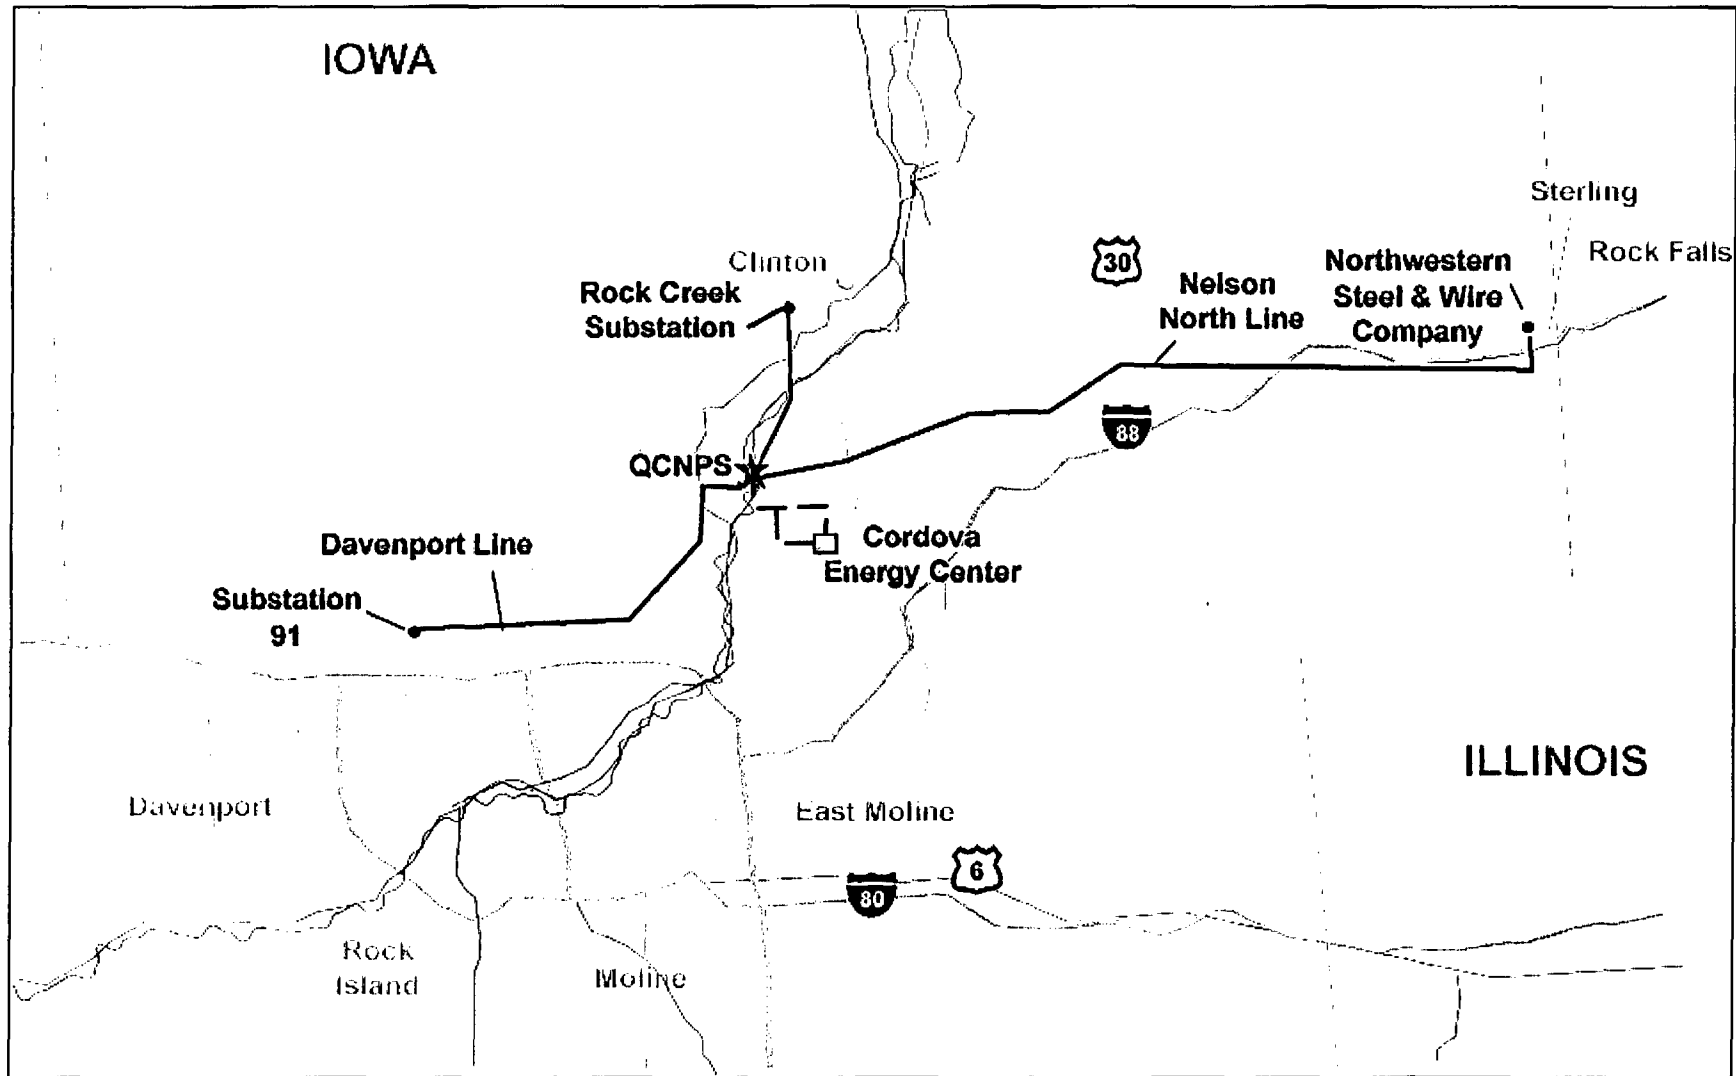 IOWA
Sterling
Clinton
30
Rock Falls
Rock Creek
Substation
Nelson
North Line
Northwestern
Steel & Wire
Company
88
QCNPS
Davenport Line
Cordova
Energy Center
Substation
91
ILLINOIS
Davenport
East Moline
6
80
Rock
Island
Moline